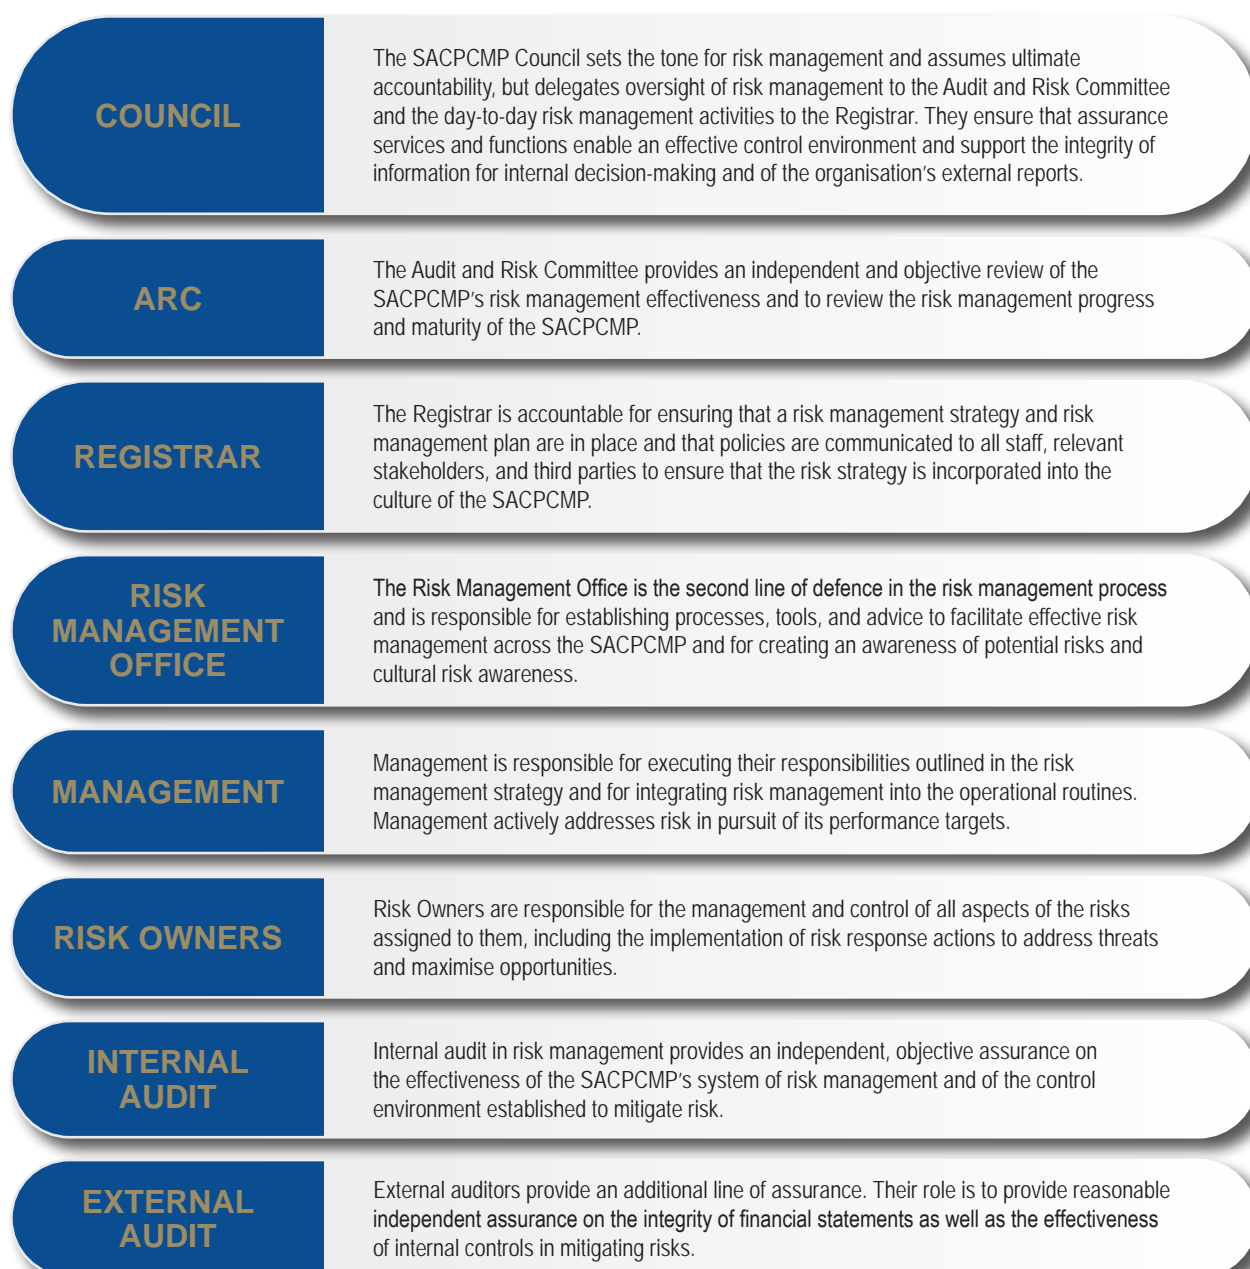 COUNCIL
The SACPCMP Council sets the tone for risk management and assumes ultimate
accountability, but delegates oversight of risk management to the Audit and Risk Committee
and the day-to-day risk management activities to the Registrar. They ensure that assurance
services and functions enable an effective control environment and support the integrity of
information for internal decision-making and of the organisation's external reports.
ARC
The Audit and Risk Committee provides an independent and objective review of the
SACPCMP's risk management effectiveness and to review the risk management progress
and maturity of the SACPCMP.
REGISTRAR
The Registrar is accountable for ensuring that a risk management strategy and risk
management plan are in place and that policies are communicated to all staff, relevant
stakeholders, and third parties to ensure that the risk strategy is incorporated into the
culture of the SACPCMP.
RISK
MANAGEMENT
OFFICE
The Risk Management Office is the second line of defence in the risk management process
and is responsible for establishing processes, tools, and advice to facilitate effective risk
management across the SACPCMP and for creating an awareness of potential risks and
cultural risk awareness.
MANAGEMENT
Management is responsible for executing their responsibilities outlined in the risk
management strategy and for integrating risk management into the operational routines.
Management actively addresses risk in pursuit of its performance targets.
RISK OWNERS
Risk Owners are responsible for the management and control of all aspects of the risks
assigned to them, including the implementation of risk response actions to address threats
and maximise opportunities.
INTERNAL
AUDIT
Internal audit in risk management provides an independent, objective assurance on
the effectiveness of the SACPCMP's system of risk management and of the control
environment established to mitigate risk.
EXTERNAL
AUDIT
External auditors provide an additional line of assurance. Their role is to provide reasonable
independent assurance on the integrity of financial statements as well as the effectiveness
of internal controls in mitigating risks.